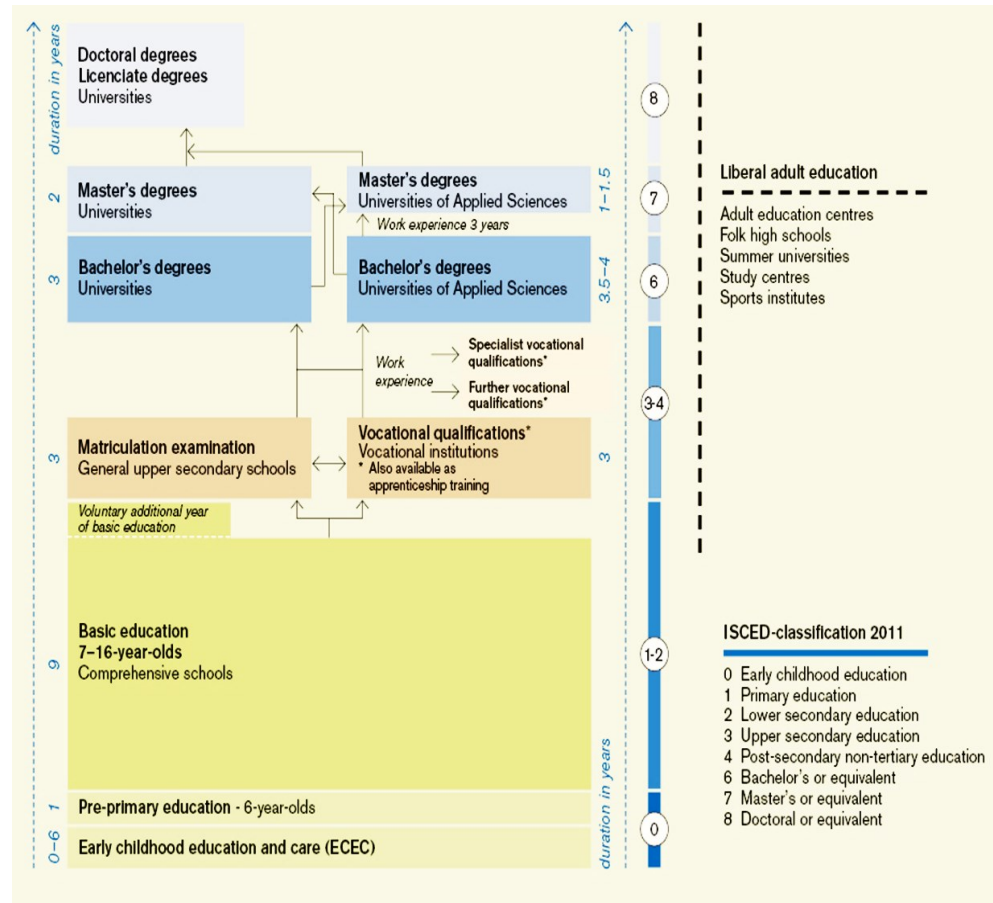 duration in years
Doctoral degrees
Licenciate degrees
Universities
8
2
Master's degrees
Universities
Master's degrees
Universities of Applied Sciences
1–1.5
7
Work experience 3 years
3
Bachelor's degrees
Universities
Bachelor's degrees
Universities of Applied Sciences
3.5–4
6
Work
experience
Specialist vocational
qualifications*
Further vocational
qualifications*
3-4
3
Matriculation examination
General upper secondary schools
Vocational qualifications*
Vocational institutions
* Also available as
apprenticeship training
3
Voluntary additional year
of basic education
9
Basic education
7–16-year-olds
Comprehensive schools
1-2
1
Pre-primary education - 6-year-olds
0–6
Early childhood education and care (ECEC)
duration in years
0
Liberal adult education
Adult education centres
Folk high schools
Summer universities
Study centres
Sports institutes
ISCED-classification 2011
0 Early childhood education
1 Primary education
2 Lower secondary education
3 Upper secondary education
4 Post-secondary non-tertiary education
6 Bachelor's or equivalent
7 Master's or equivalent
8 Doctoral or equivalent